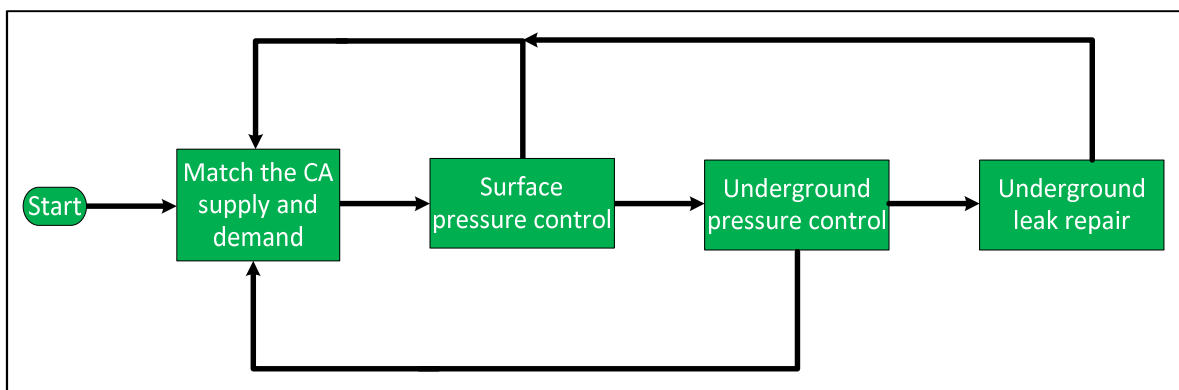 Start
Match the CA
supply and
demand
Surface
pressure control
Underground
pressure control
Underground
leak repair